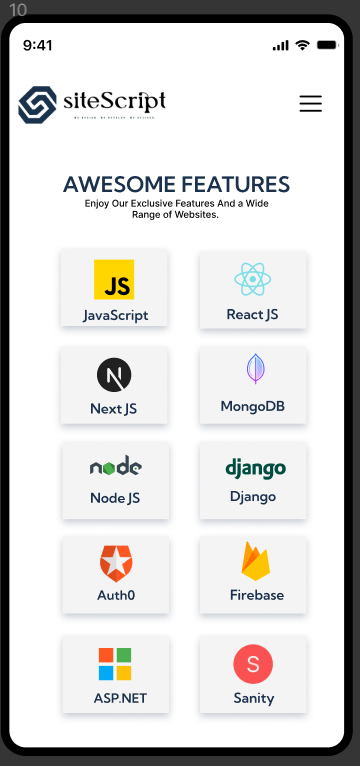 10
9:41
siteScript
WE DESIGN. WE DEVELOP. WE DELIVER.
AWESOME FEATURES
Enjoy Our Exclusive Features And a Wide
Range of Websites.
JS
JavaScript
React JS
N
Next JS
MongoDB
node
Node JS
django
Django
Auth0
Firebase
ASP.NET
S
Sanity